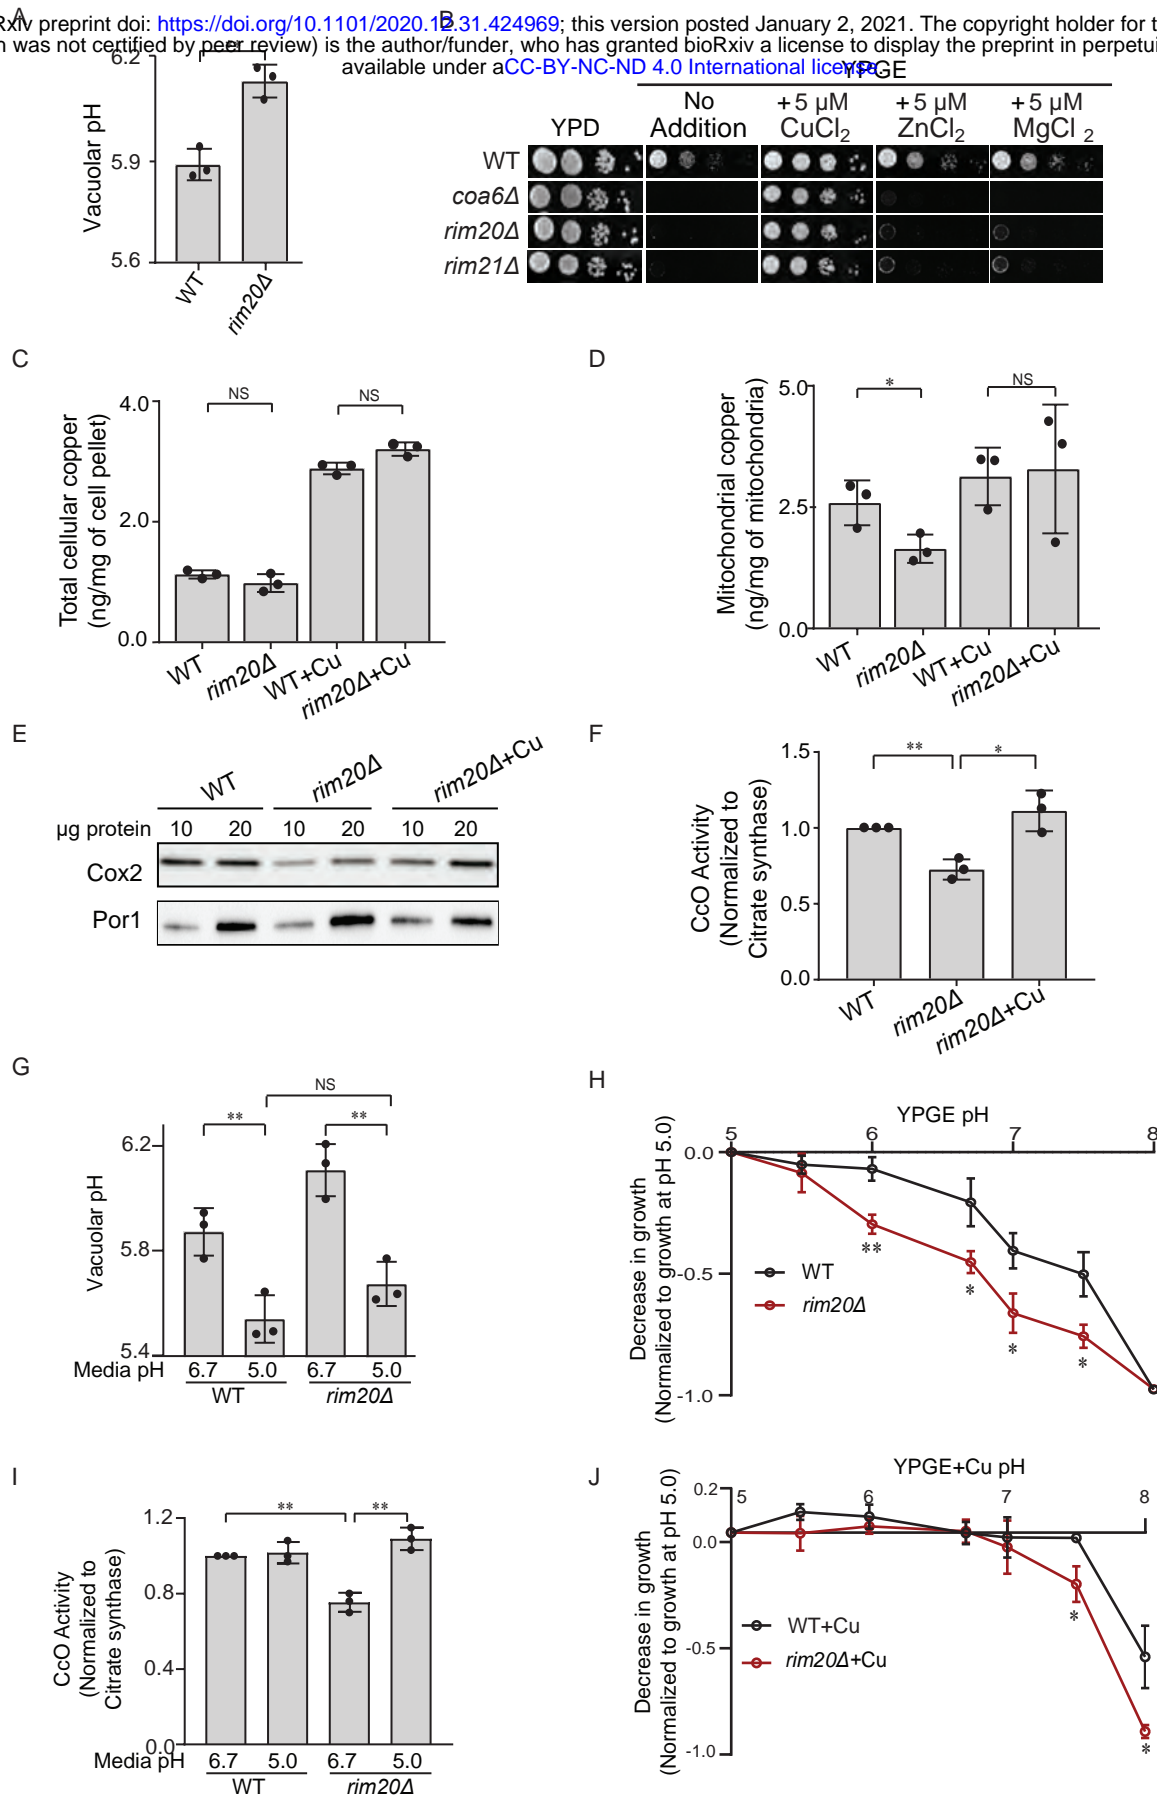 Rxiv preprint doi: https://doi.org/10.1101/2020.12.31.424969; this version posted January 2, 2021. The copyright holder for t
n was not certified by peer review) is the author/funder, who has granted bioRxiv a license to display the preprint in perpetui
available under aCC-BY-NC-ND 4.0 International license.
A
Vacuolar pH
6.2
5.9
5.6
WT
rim20Δ
B
YPGE
YPD
No Addition
+ 5 µM CuCl2
+ 5 µM ZnCl2
+ 5 µM MgCl 2
WT
coa6Δ
rim20Δ
rim21Δ
C
Total cellular copper
(ng/mg of cell pellet)
4.0
2.0
0.0
NS
NS
WT
rim20Δ
WT+Cu
rim20Δ+Cu
D
Mitochondrial copper
(ng/mg of mitochondria)
5.0
2.5
0.0
*
NS
WT
rim20Δ
WT+Cu
rim20Δ+Cu
E
WT
rim20Δ
rim20Δ+Cu
µg protein 10 20 10 20 10 20
Cox2
Por1
F
CcO Activity
(Normalized to
Citrate synthase)
1.5
1.0
0.5
0.0
**
*
WT
rim20Δ
rim20Δ+Cu
G
Vacuolar pH
6.2
5.8
5.4
NS
**
**
Media pH 6.7 5.0 6.7 5.0
WT
rim20Δ
H
YPGE pH
5 6 7 8
Decrease in growth
(Normalized to growth at pH 5.0)
0.0
-0.5
-1.0
WT
rim20Δ
**
*
*
*
I
CcO Activity
(Normalized to
Citrate synthase)
1.2
0.8
0.4
0.0
**
**
Media pH 6.7 5.0 6.7 5.0
WT
rim20Δ
J
YPGE+Cu pH
5 6 7 8
Decrease in growth
(Normalized to growth at pH 5.0)
0.2
0.0
-0.5
-1.0
WT+Cu
rim20Δ+Cu
*
*